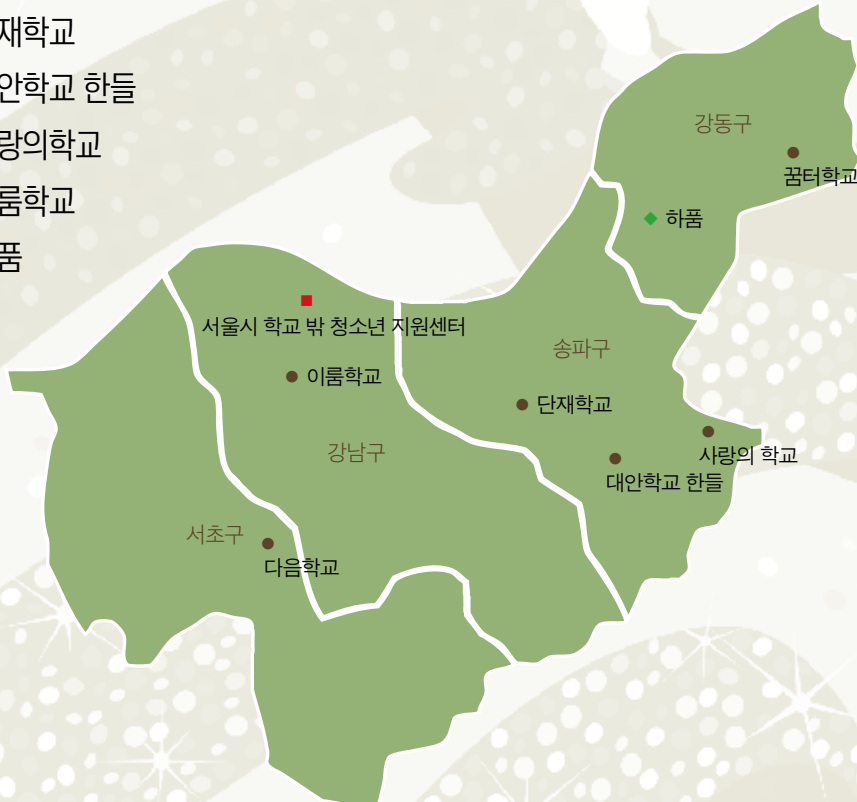 재학교
안학교 한들
랑의학교
룸학교
품
강동구
꿈터학교
하품
서울시 학교 밖 청소년 지원센터
송파구
이룸학교
단재학교
강남구
사랑의 학교
대안학교 한들
서초구
다음학교